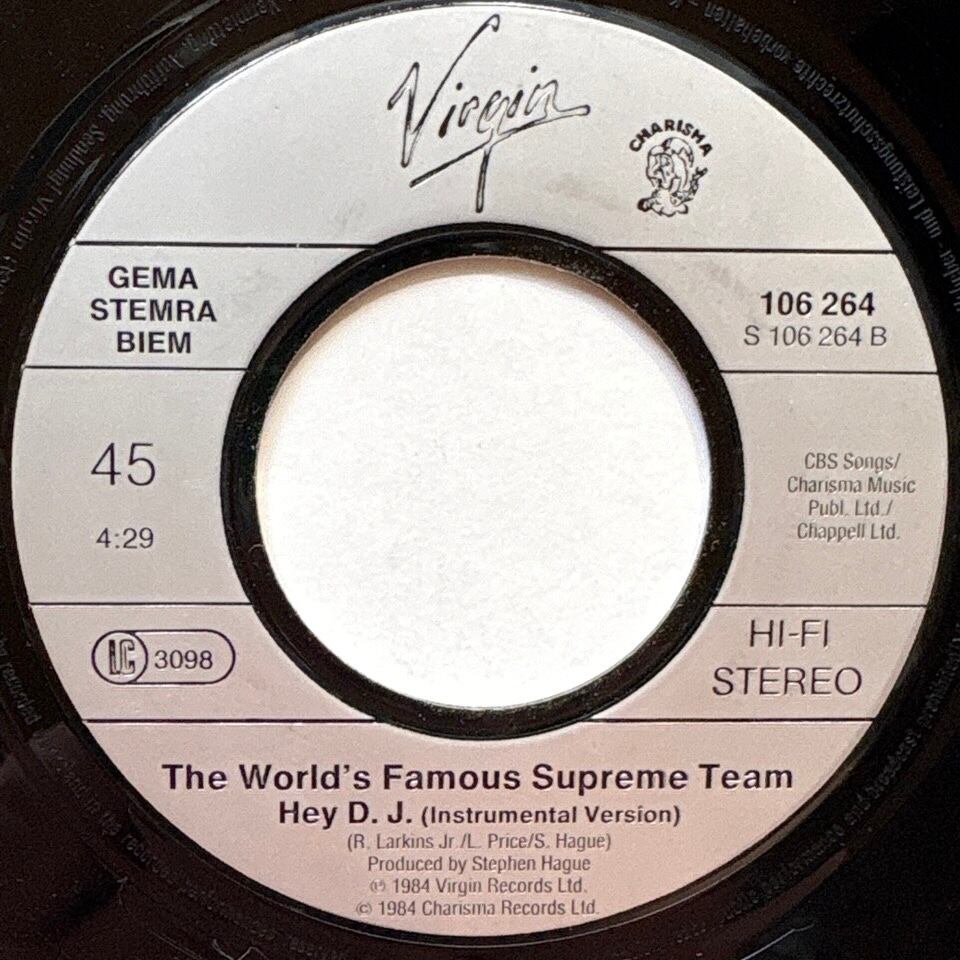 Virgin
CHARISMA
GEMA
STEMRA
BIEM
106 264
S 106 264 B
45
4:29
CBS Songs/
Charisma Music
Publ. Ltd./
Chappell Ltd.
LC 3098
HI-FI
STEREO
The World's Famous Supreme Team
Hey D. J. (Instrumental Version)
(R. Larkins Jr./L. Price/S. Hague)
Produced by Stephen Hague
℗ 1984 Virgin Records Ltd.
© 1984 Charisma Records Ltd.